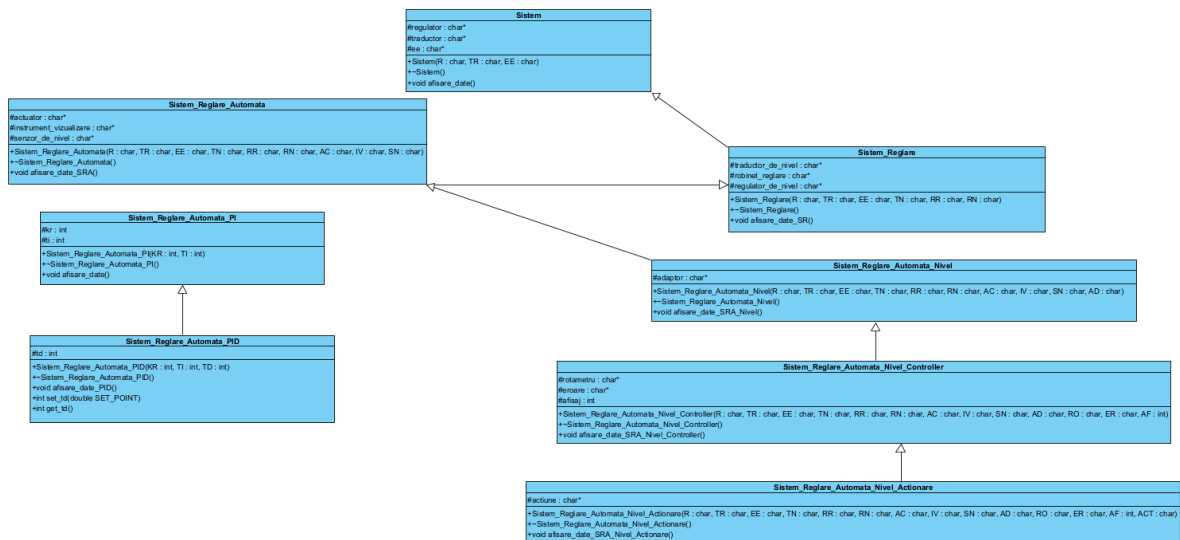 Sistem
#regulator : char*
#traductor : char*
#ee : char*
+Sistem(R : char, TR : char, EE : char)
+~Sistem()
+void afisare_date()
Sistem_Reglare_Automata
#actuator : char*
#instrument_vizualizare : char*
#senzor_de_nivel : char*
+Sistem_Reglare_Automata(R : char, TR : char, EE : char, TN : char, RR : char, RN : char, AC : char, IV : char, SN : char)
+~Sistem_Reglare_Automata()
+void afisare_date_SRA()
Sistem_Reglare
#traductor_de_nivel : char*
#robinet_reglare : char*
#regulator_de_nivel : char*
+Sistem_Reglare(R : char, TR : char, EE : char, TN : char, RR : char, RN : char)
+~Sistem_Reglare()
+void afisare_date_SR()
Sistem_Reglare_Automata_PI
#kr : int
#ti : int
+Sistem_Reglare_Automata_PI(KR : int, TI : int)
+~Sistem_Reglare_Automata_PI()
+void afisare_date()
Sistem_Reglare_Automata_Nivel
#adaptor : char*
+Sistem_Reglare_Automata_Nivel(R : char, TR : char, EE : char, TN : char, RR : char, RN : char, AC : char, IV : char, SN : char, AD : char)
+~Sistem_Reglare_Automata_Nivel()
+void afisare_date_SRA_Nivel()
Sistem_Reglare_Automata_PID
#td : int
+Sistem_Reglare_Automata_PID(KR : int, TI : int, TD : int)
+~Sistem_Reglare_Automata_PID()
+void afisare_date_PID()
+int set_td(double SET_POINT)
+int get_td()
Sistem_Reglare_Automata_Nivel_Controller
#rotametru : char*
#eroare : char*
#afisaj : int
+Sistem_Reglare_Automata_Nivel_Controller(R : char, TR : char, EE : char, TN : char, RR : char, RN : char, AC : char, IV : char, SN : char, AD : char, RO : char, ER : char, AF : int)
+~Sistem_Reglare_Automata_Nivel_Controller()
+void afisare_date_SRA_Nivel_Controller()
Sistem_Reglare_Automata_Nivel_Actionare
#actiune : char*
+Sistem_Reglare_Automata_Nivel_Actionare(R : char, TR : char, EE : char, TN : char, RR : char, RN : char, AC : char, IV : char, SN : char, AD : char, RO : char, ER : char, AF : int, ACT : char)
+~Sistem_Reglare_Automata_Nivel_Actionare()
+void afisare_date_SRA_Nivel_Actionare()